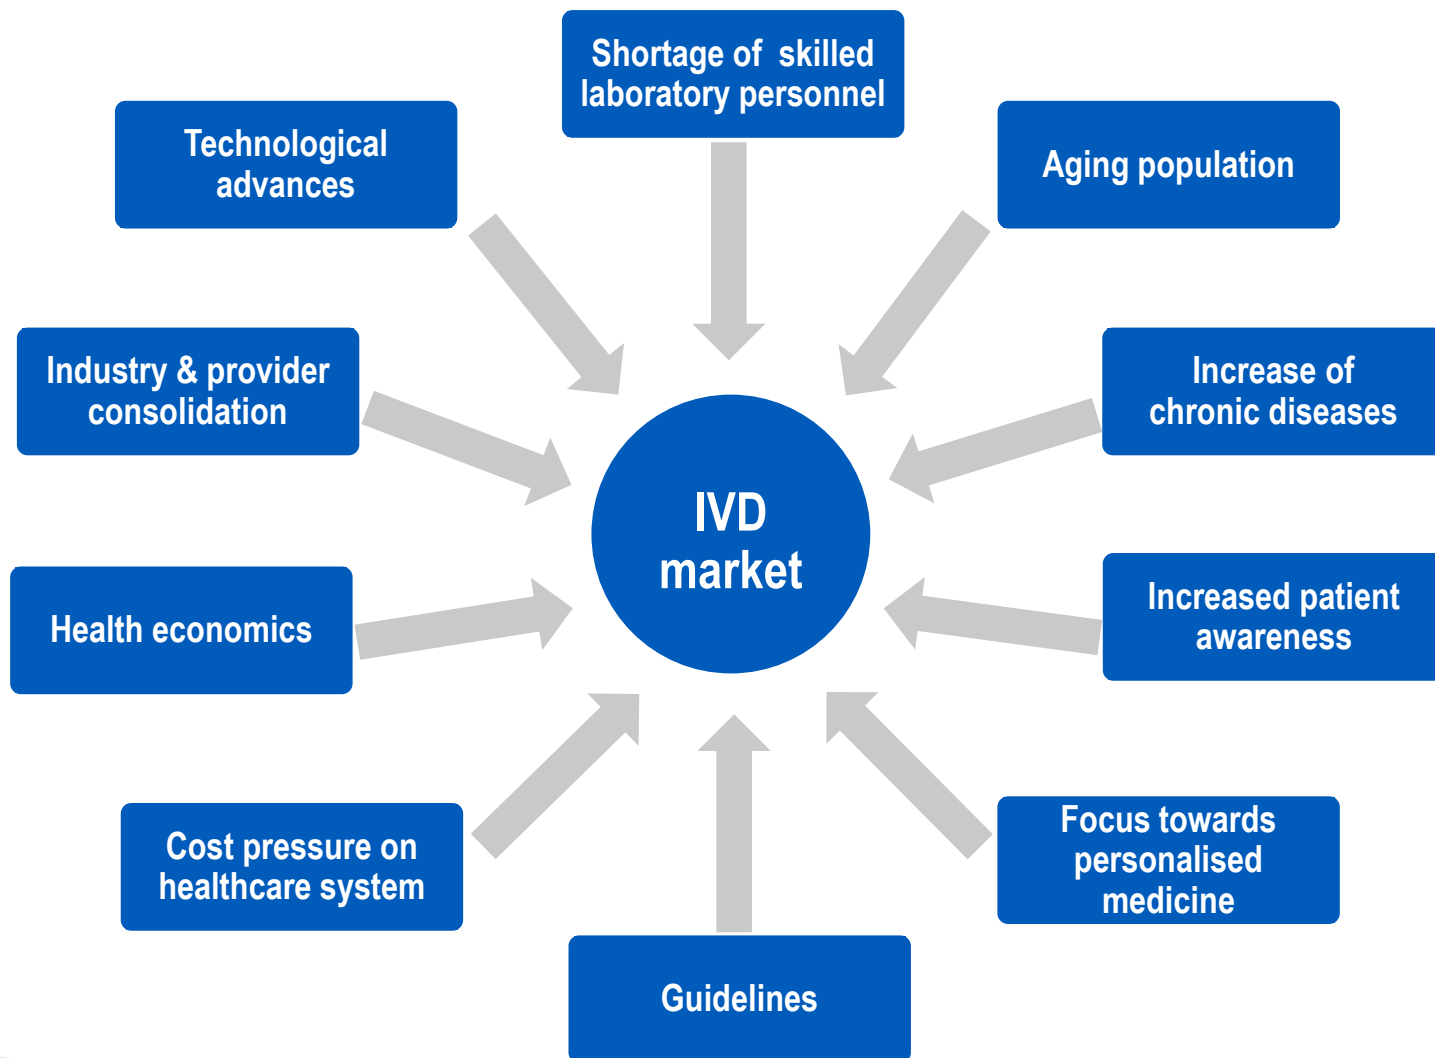 Shortage of skilled
laboratory personnel
Technological
advances
Aging population
Industry & provider
consolidation
Increase of
chronic diseases
IVD
market
Health economics
Increased patient
awareness
Cost pressure on
healthcare system
Focus towards
personalised
medicine
Guidelines